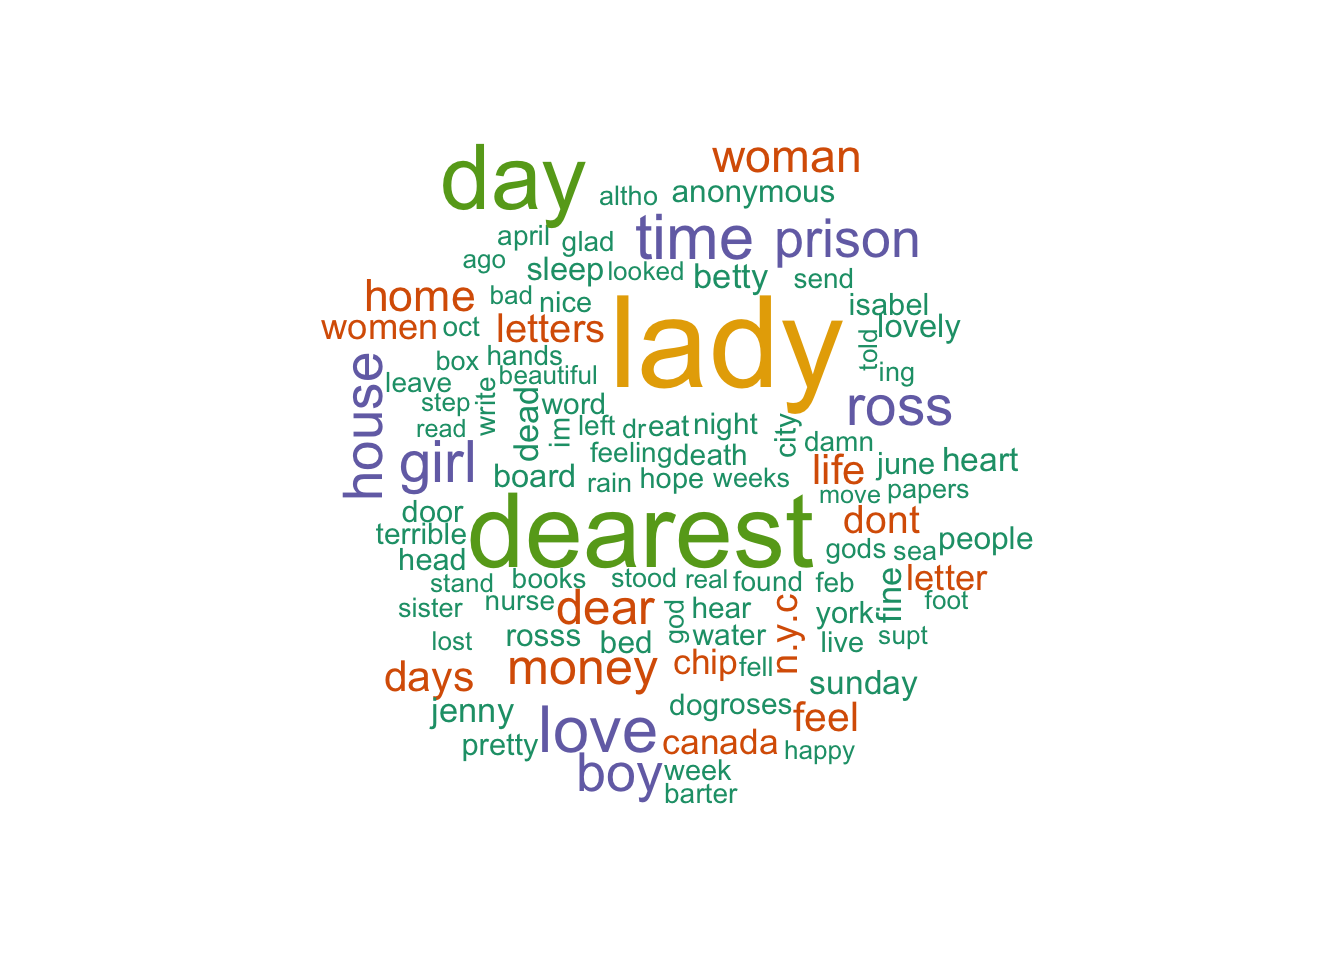 day
woman
altho anonymous
april glad time prison
ago sleep looked betty send
home bad nice lady isabel
women oct letters lovely
told
box hands ing
leave beautiful
house step write dead word ross
read im left dr eat night city damn
girl feeling death life june heart
board rain hope weeks move papers
door dearest dont
terrible gods sea people
head
stand books stood real found feb fine letter
sister nurse dear god hear n.y.c york foot
lost rosss bed water live supt
days money chip fell sunday
jenny dog roses feel
pretty love canada happy
boy week
barter